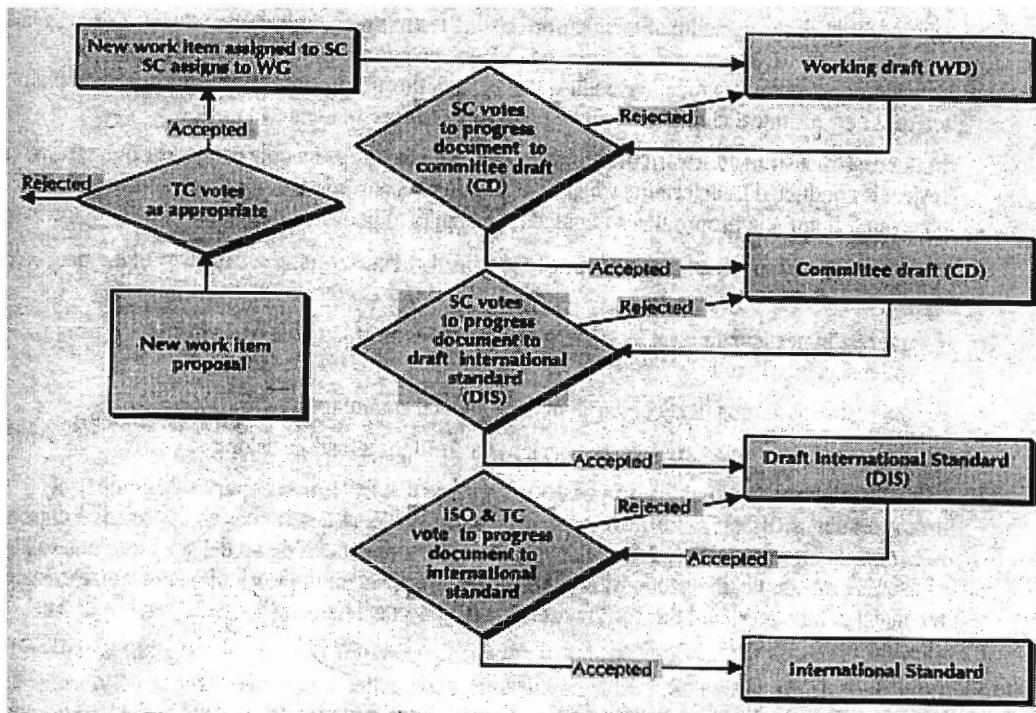 New work item assigned to SC
SC assigns to WG
Working draft (WD)
SC votes
to progress
document to
committee draft
(CD)
Rejected
Accepted
Rejected
TC votes
as appropriate
Accepted
Committee draft (CD)
SC votes
to progress
document to
draft international
standard
(DIS)
Rejected
New work item
proposal
Accepted
Draft International Standard
(DIS)
Rejected
ISO & TC
vote to progress
document to
international
standard
Accepted
Accepted
International Standard